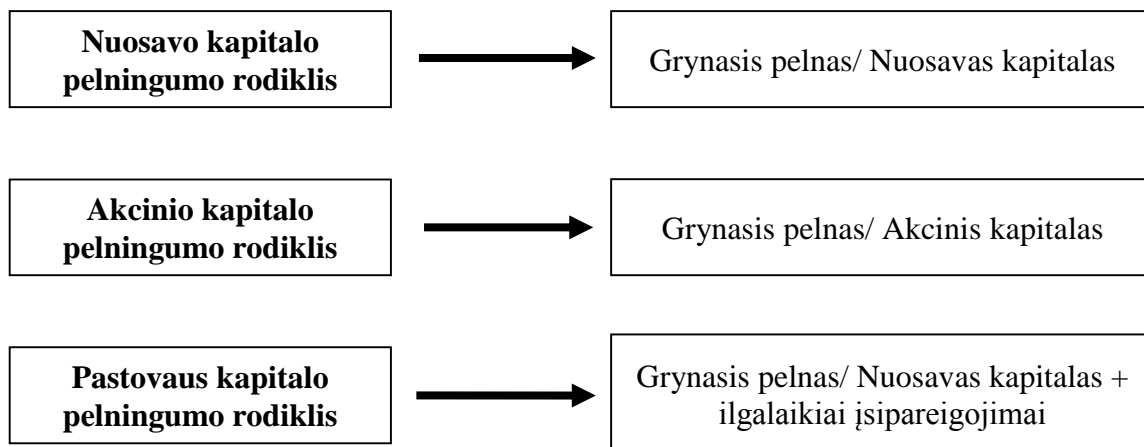 Nuosavo kapitalo
pelningumo rodiklis
Grynasis pelnas/ Nuosavas kapitalas
Akcinio kapitalo
pelningumo rodiklis
Grynasis pelnas/ Akcinis kapitalas
Pastovaus kapitalo
pelningumo rodiklis
Grynasis pelnas/ Nuosavas kapitalas +
ilgalaikiai įsipareigojimai